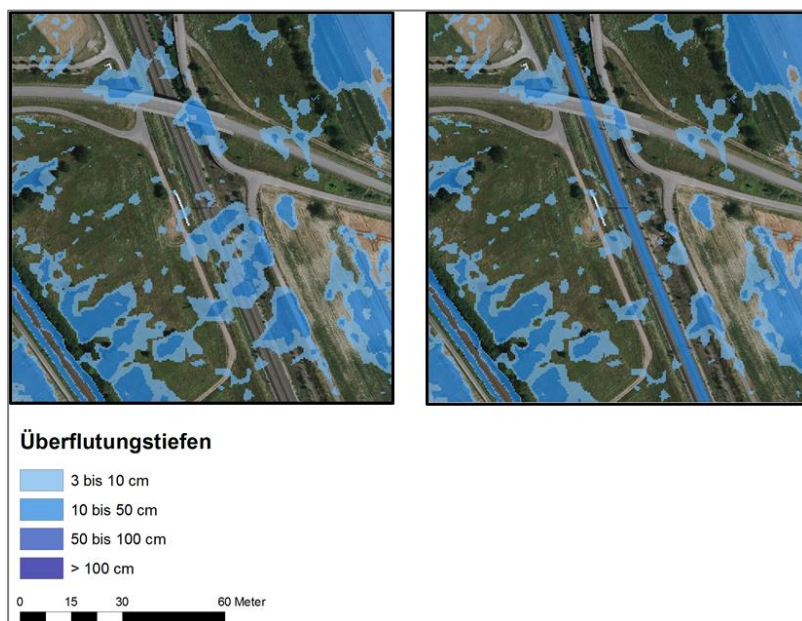 Überflutungstiefen
3 bis 10 cm
10 bis 50 cm
50 bis 100 cm
> 100 cm
0 15 30 60 Meter